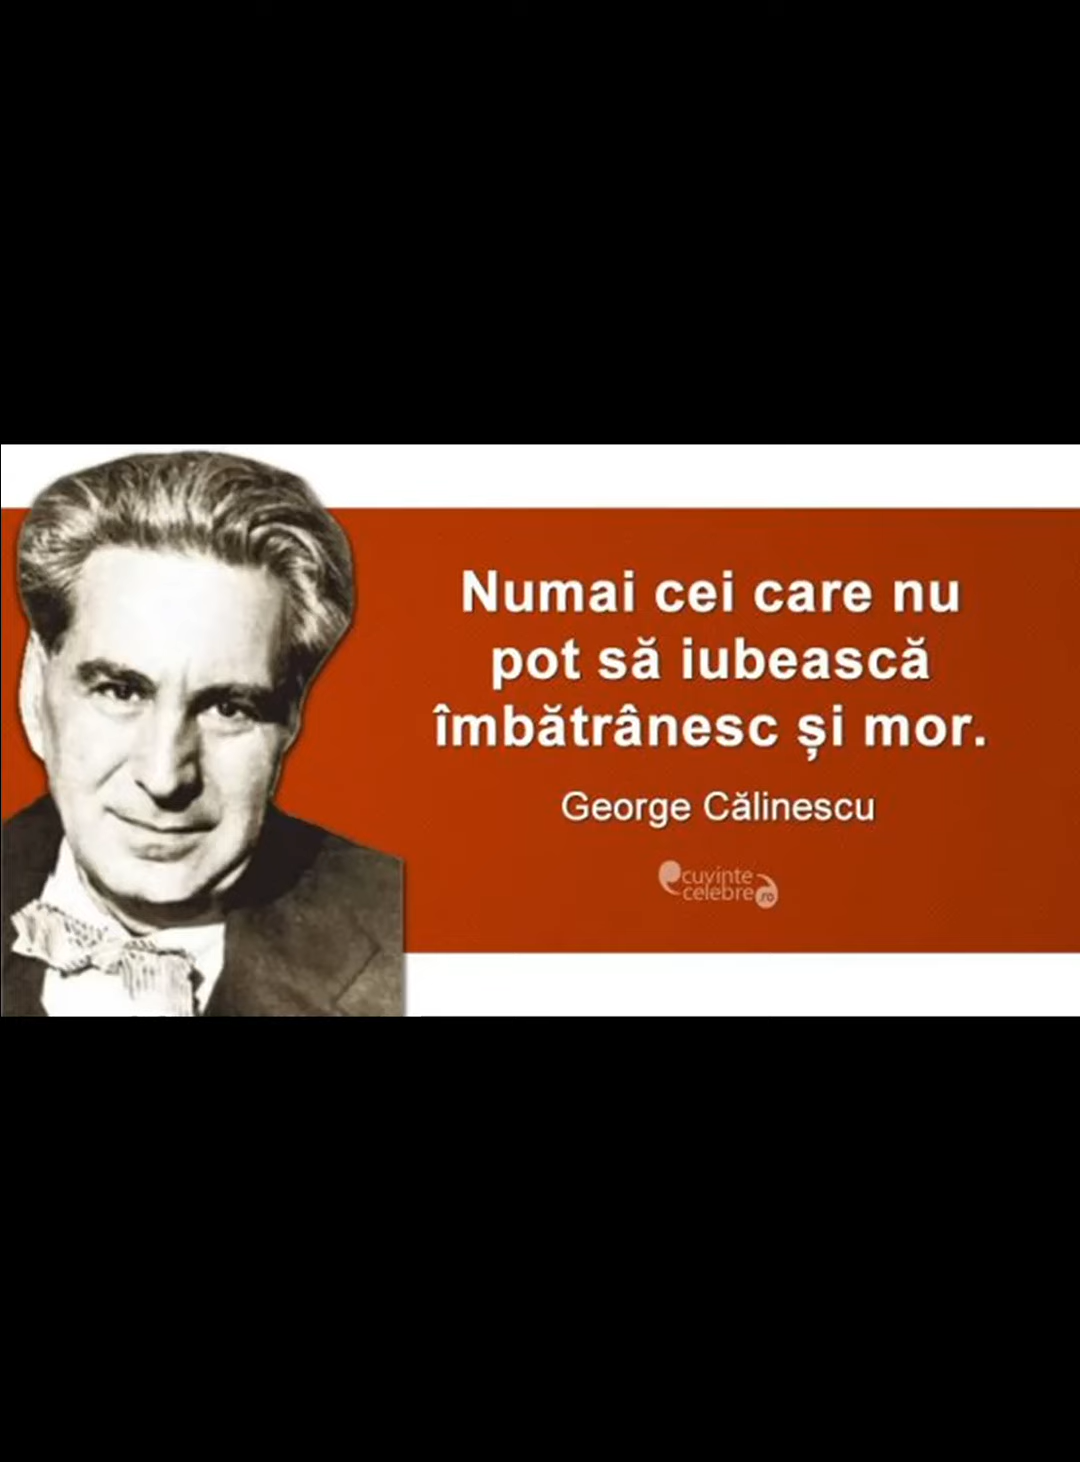 Numai cei care nu
pot să iubească
îmbătrânesc și mor.
George Călinescu
cuvinte
celebre.ro